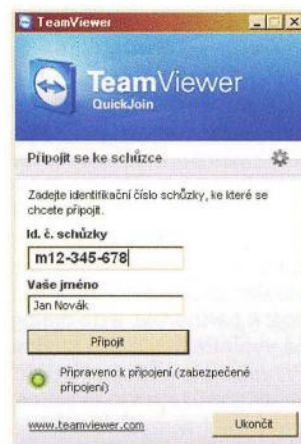 TeamViewer
TeamViewer
QuickJoin
Připojit se ke schůzce
Zadejte identifikační číslo schůzky, ke které se
chcete připojit.
Id. č. schůzky
m12-345-678
Vaše jméno
Jan Novák
Připojit
Připraveno k připojení (zabezpečené
připojení)
www.teamviewer.com
Ukončit